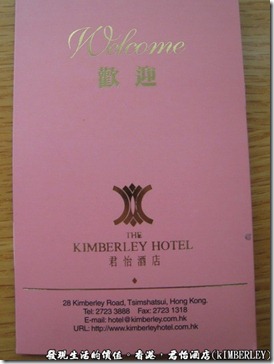 Welcome
歡迎
THE
KIMBERLEY HOTEL
君怡酒店
28 Kimberley Road, Tsimshatsui, Hong Kong.
Tel: 2723 3888 Fax: 2723 1318
E-mail: hotel@kimberley.com.hk
URL: http://www.kimberleyhotel.com.hk
發現生活的價值。香港，君怡酒店(KIMBERLEY)